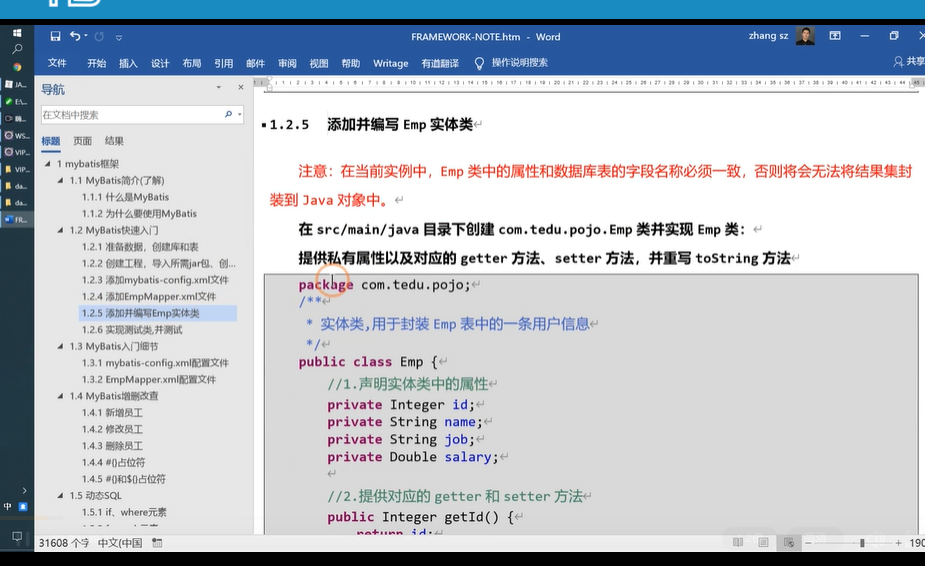 FRAMEWORK-NOTE.htm - Word
zhang sz
文件 开始 插入 设计 布局 引用 邮件 审阅 视图 帮助 Writage 有道翻译 操作说明搜索 共享
导航
在文档中搜索
标题 页面 结果
1 mybatis框架
1.1 MyBatis简介(了解)
1.1.1 什么是MyBatis
1.1.2 为什么要使用MyBatis
1.2 MyBatis快速入门
1.2.1 准备数据，创建库和表
1.2.2 创建工程，导入所需jar包、创...
1.2.3 添加mybatis-config.xml文件
1.2.4 添加EmpMapper.xml文件
1.2.5 添加并编写Emp实体类
1.2.6 实现测试类,并测试
1.3 MyBatis入门细节
1.3.1 mybatis-config.xml配置文件
1.3.2 EmpMapper.xml配置文件
1.4 MyBatis增删改查
1.4.1 新增员工
1.4.2 修改员工
1.4.3 删除员工
1.4.4 #{}占位符
1.4.5 #{}和${}占位符
1.5 动态SQL
1.5.1 if、where元素
1.2.5 添加并编写 Emp 实体类
注意：在当前实例中，Emp 类中的属性和数据库表的字段名称必须一致，否则将会无法将结果集封
装到 Java 对象中。
在 src/main/java 目录下创建 com.tedu.pojo.Emp 类并实现 Emp 类：
提供私有属性以及对应的 getter 方法、setter 方法，并重写 toString 方法
package com.tedu.pojo;
/**
* 实体类,用于封装 Emp 表中的一条用户信息
*/
public class Emp {
//1.声明实体类中的属性
private Integer id;
private String name;
private String job;
private Double salary;
//2.提供对应的 getter 和 setter 方法
public Integer getId() {
return id;
JA...
E:\...
WS...
VIP...
VIP...
da...
da...
FR...
中
31608 个字 中文(中国
190